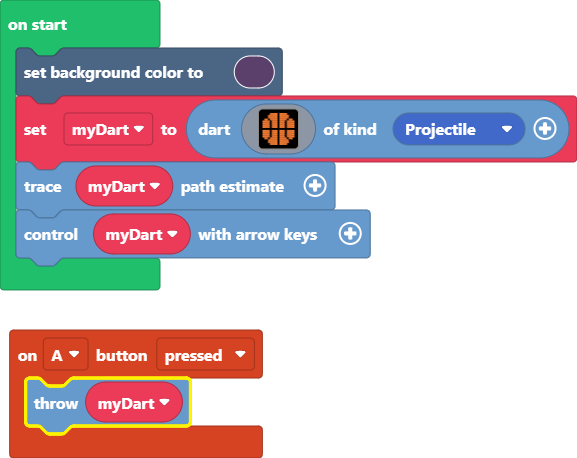 on start
set background color to
set myDart to dart of kind Projectile
trace myDart path estimate
control myDart with arrow keys
on A button pressed
throw myDart